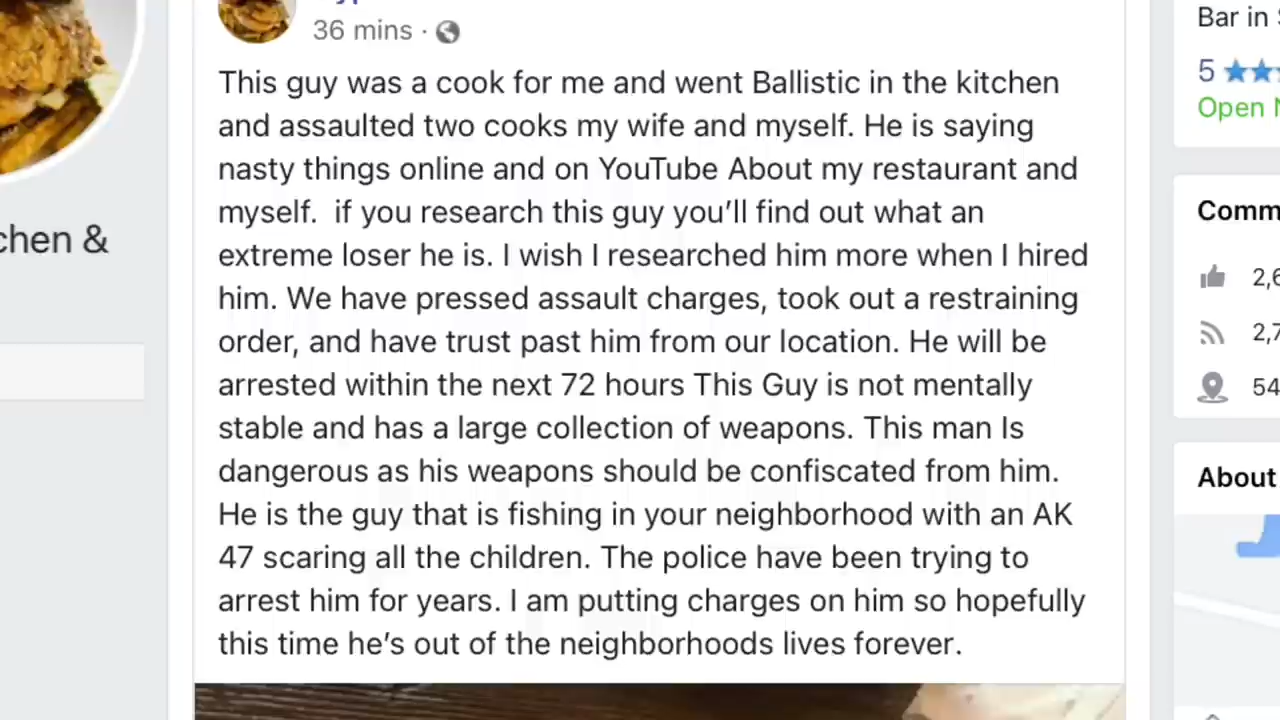 36 mins ·
This guy was a cook for me and went Ballistic in the kitchen
and assaulted two cooks my wife and myself. He is saying
nasty things online and on YouTube About my restaurant and
myself.  if you research this guy you’ll find out what an
extreme loser he is. I wish I researched him more when I hired
him. We have pressed assault charges, took out a restraining
order, and have trust past him from our location. He will be
arrested within the next 72 hours This Guy is not mentally
stable and has a large collection of weapons. This man Is
dangerous as his weapons should be confiscated from him.
He is the guy that is fishing in your neighborhood with an AK
47 scaring all the children. The police have been trying to
arrest him for years. I am putting charges on him so hopefully
this time he’s out of the neighborhoods lives forever.
chen &
Bar in
5
Open
Comm
2,6
2,7
54
About